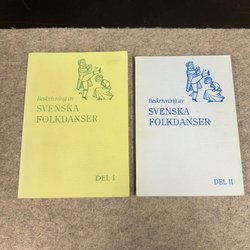 Beskrivning av
SVENSKA
FOLKDANSER
DEL I
Beskrivning av
SVENSKA
FOLKDANSER
DEL II